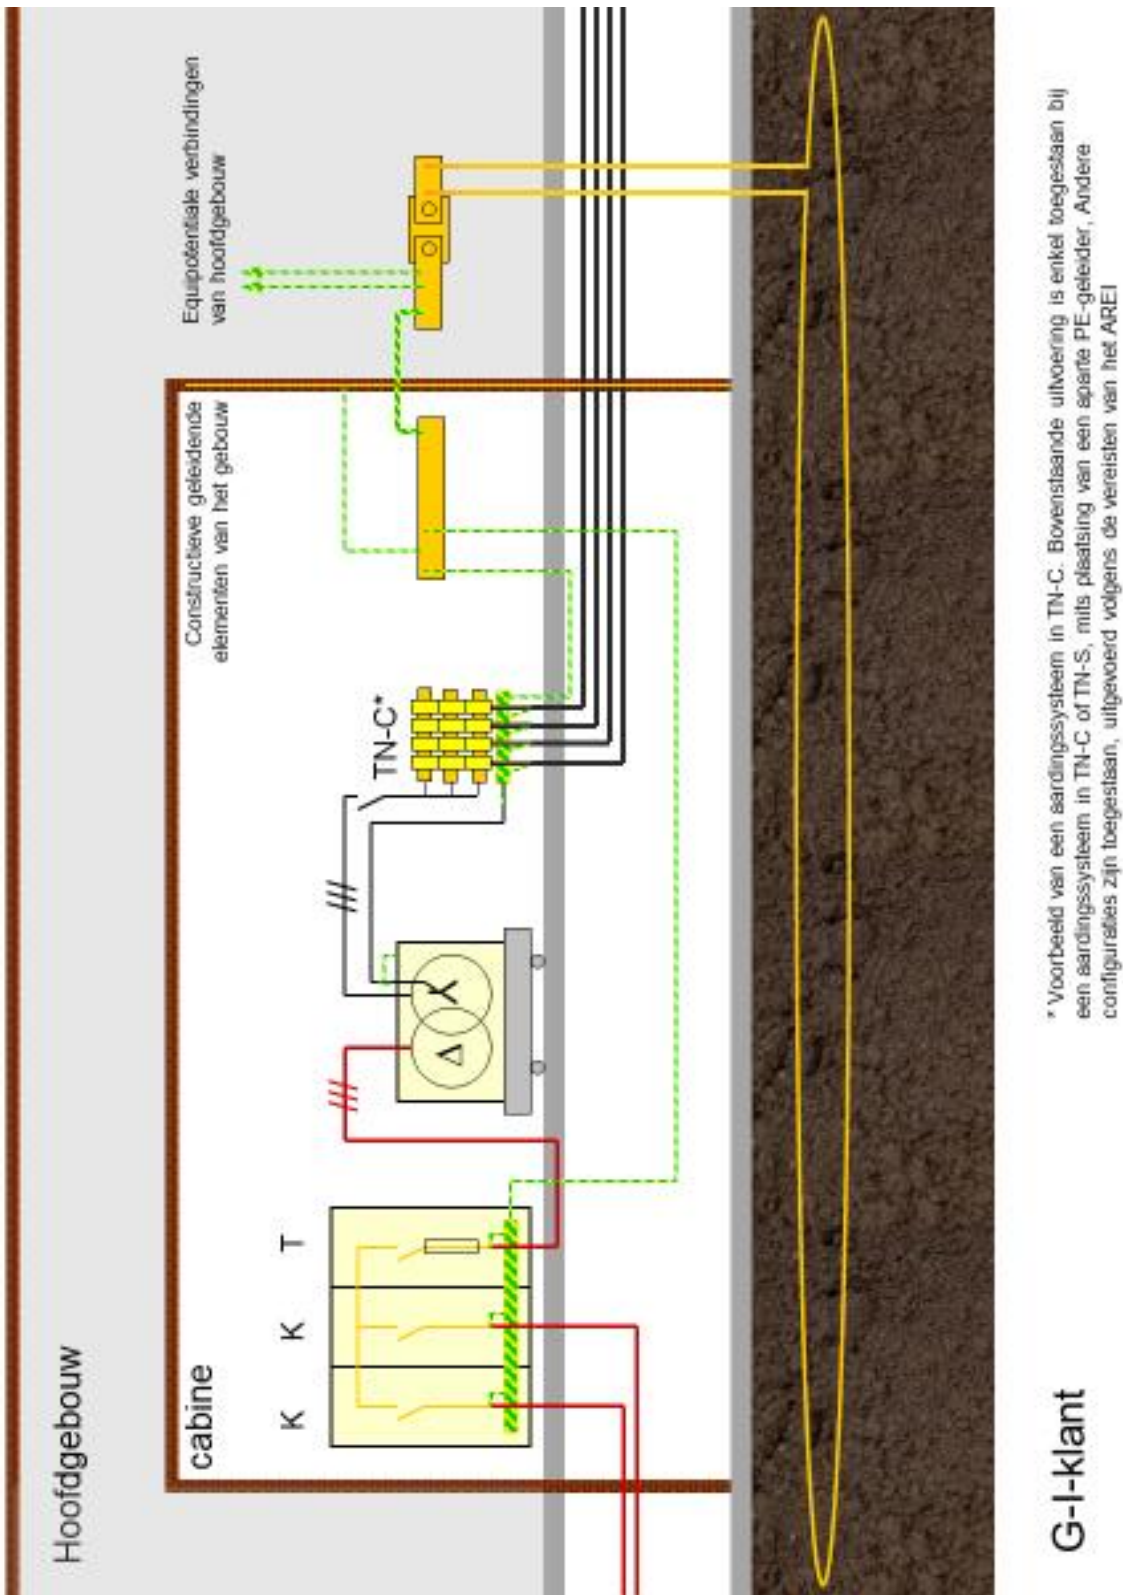 Hoofdgebouw
cabine
K
K
T
TN-C*
Constructieve geleidende
elementen van het gebouw
Equipotentiale verbindingen
van hoofdgebouw
G-I-klant
* Voorbeeld van een aardingssysteem in TN-C. Bovenstaande uitvoering is enkel toegestaan bij
een aardingssysteem in TN-C of TN-S, mits plaatsing van een aparte PE-geleider, Andere
configuraties zijn toegestaan, uitgevoerd volgens de vereisten van het AREI